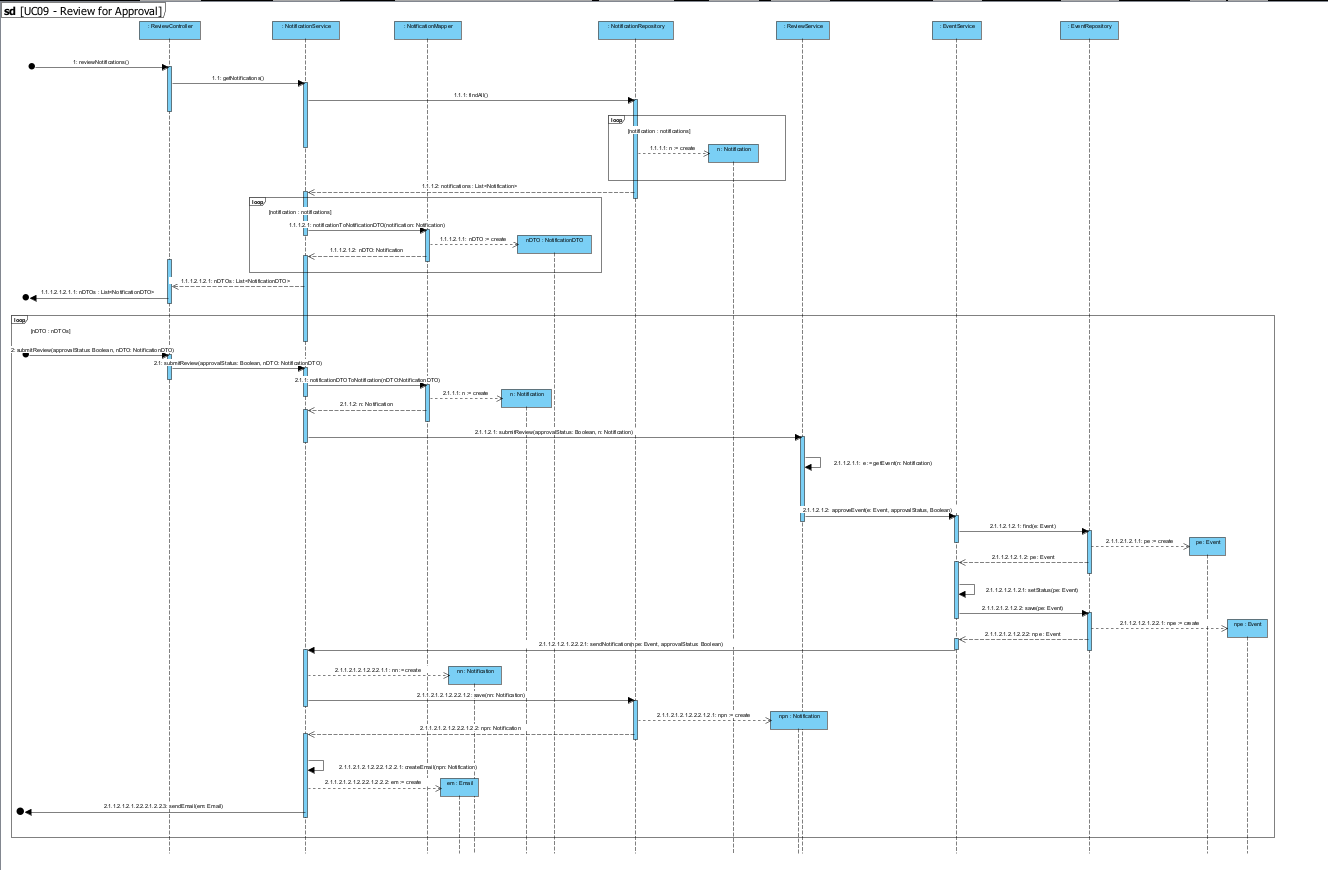 sd [UC09 - Review for Approval]
: ReviewController
: NotificationService
: NotificationMapper
: NotificationRepository
: ReviewService
: EventService
: EventRepository
1: reviewNotifications()
1.1: getNotifications()
1.1.1: findAll()
loop
[notification : notifications]
1.1.1.1: n := create
n: Notification
1.1.1.2: notifications : List<Notification>
loop
[notification : notifications]
1.1.1.2.1: notificationToNotificationDTO(notification: Notification)
1.1.1.2.1.1: nDTO := create
nDTO : NotificationDTO
1.1.1.2.1.2: nDTO: Notification
1.1.1.2.1.2.1: nDTOs : List<NotificationDTO>
1.1.1.2.1.2.1.1: nDTOs : List<NotificationDTO>
loop
[nDTO : nDTOs]
2: submitReview(approvalStatus: Boolean, nDTO: NotificationDTO)
2.1: submitReview(approvalStatus: Boolean, nDTO: NotificationDTO)
2.1.1: notificationDTOToNotification(nDTO:NotificationDTO)
2.1.1.1: n := create
n: Notification
2.1.1.2: n: Notification
2.1.1.2.1: submitReview(approvalStatus: Boolean, n: Notification)
2.1.1.2.1.1: e := getEvent(n: Notification)
2.1.1.2.1.2: approveEvent(e: Event, approvalStatus, Boolean)
2.1.1.2.1.2.1: find(e: Event)
2.1.1.2.1.2.1.1: pe := create
pe : Event
2.1.1.2.1.2.1.2: pe : Event
2.1.1.2.1.2.1.2.1: setStatus(pe: Event)
2.1.1.2.1.2.1.2.2: save(pe: Event)
2.1.1.2.1.2.1.2.2.1: npe := create
npe : Event
2.1.1.2.1.2.1.2.2.2: npe : Event
2.1.1.2.1.2.1.2.2.2.1: sendNotification(npe: Event, approvalStatus: Boolean)
2.1.1.2.1.2.1.2.2.2.1.1: nn := create
nn : Notification
2.1.1.2.1.2.1.2.2.2.1.2: save(nn: Notification)
2.1.1.2.1.2.1.2.2.2.1.2.1: npn := create
npn : Notification
2.1.1.2.1.2.1.2.2.2.1.2.2: npn: Notification
2.1.1.2.1.2.1.2.2.2.1.2.2.1: createEmail(npn: Notification)
2.1.1.2.1.2.1.2.2.2.1.2.2.2: em := create
em : Email
2.1.1.2.1.2.1.2.2.2.1.2.2.3: sendEmail(em: Email)